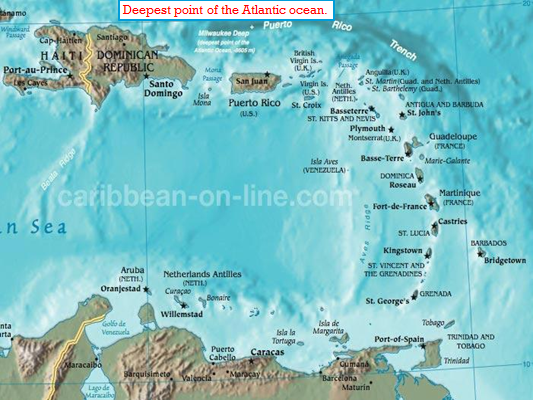 Deepest point of the Atlantic ocean.
20°
Windward
Passage
Cap-Haïtien
Santiago
HAITI
DOMINICAN
REPUBLIC
Port-au-Prince
Les Cayes
Santo
Domingo
Milwaukee Deep
(deepest point of the
Atlantic Ocean, -8605 m)
Puerto Rico Trench
Mona
Passage
Isla
Mona
San Juan
Puerto Rico
(U.S.)
British
Virgin Is.
(U.K.)
Virgin Is.
(U.S.)
St. Croix
Anguilla (U.K.)
St. Martin (Guad. and Neth. Antilles)
St. Barthelemy (Guad.)
Neth.
Antilles
(NETH.)
Basseterre
ST. KITTS AND NEVIS
ANTIGUA AND BARBUDA
St. John's
Plymouth
Montserrat (U.K.)
Guadeloupe
(FRANCE)
Basse-Terre
Marie-Galante
Isla Aves
(VENEZUELA)
DOMINICA
Roseau
Beata Ridge
caribbean-on-line.com
Martinique
(FRANCE)
Fort-de-France
Castries
ST. LUCIA
Aves Ridge
an Sea
BARBADOS
Bridgetown
Kingstown
ST. VINCENT AND
THE GRENADINES
Aruba
(NETH.)
Oranjestad
Netherlands Antilles
(NETH.)
Curaçao
Bonaire
Willemstad
St. George's
GRENADA
Golfo de
Venezuela
Isla la
Tortuga
Isla de
Margarita
Tobago
Port-of-Spain
TRINIDAD AND
TOBAGO
Trinidad
anta
arta
Maracaibo
Puerto
Cabello
Caracas
Cumaná
10°
Lago de
Maracaibo
Barquisimeto
Valencia
Maracay
Barcelona
Maturín